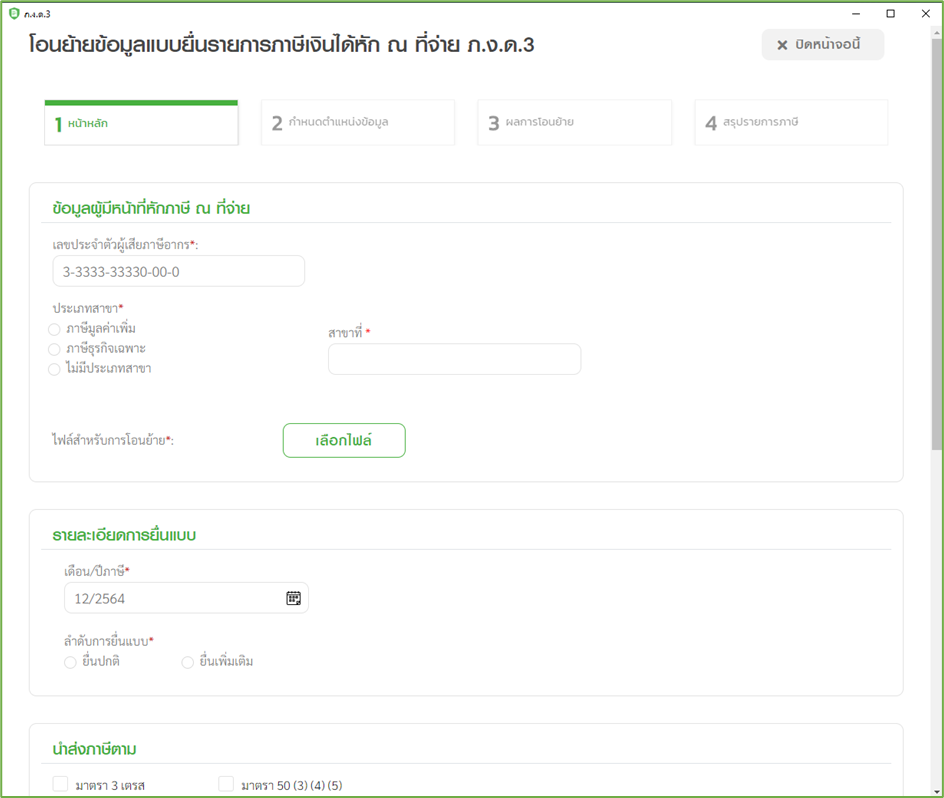 ภ.ง.ด.3
โอนย้ายข้อมูลแบบยื่นรายการภาษีเงินได้หัก ณ ที่จ่าย ภ.ง.ด.3
ปิดหน้าจอนี้
1 หน้าหลัก
2 กำหนดตำแหน่งข้อมูล
3 ผลการโอนย้าย
4 สรุปรายการภาษี
ข้อมูลผู้มีหน้าที่หักภาษี ณ ที่จ่าย
เลขประจำตัวผู้เสียภาษีอากร*:
3-3333-33330-00-0
ประเภทสาขา*
ภาษีมูลค่าเพิ่ม
ภาษีธุรกิจเฉพาะ
ไม่มีประเภทสาขา
สาขาที่ *
ไฟล์สำหรับการโอนย้าย*:
เลือกไฟล์
รายละเอียดการยื่นแบบ
เดือน/ปีภาษี*
12/2564
ลำดับการยื่นแบบ*
ยื่นปกติ
ยื่นเพิ่มเติม
นำส่งภาษีตาม
มาตรา 3 เตรส
มาตรา 50 (3) (4) (5)